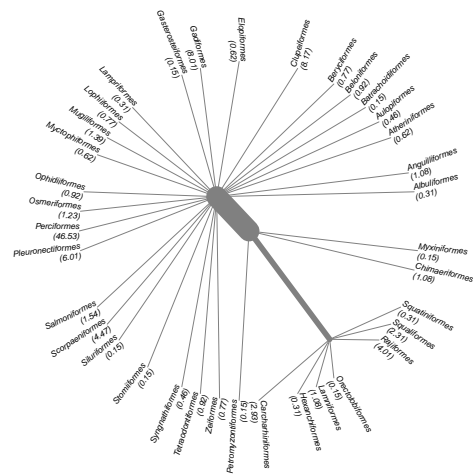 Elopiformes
(0.62)
Clupeiformes
(8.17)
Beryciformes
(0.77)
Beloniformes
(0.92)
Batrachoidiformes
(0.15)
Aulopiformes
(0.46)
Atheriniformes
(0.62)
Anguilliformes
(1.08)
Albuliformes
(0.31)
Myxiniformes
(0.15)
Chimaeriformes
(1.08)
Squatiniformes
(0.31)
Squaliformes
(2.31)
Rajiformes
(4.01)
Orectolobiformes
(0.15)
Lamniformes
(1.08)
Hexanchiformes
(0.31)
Carcharhiniformes
(2.93)
Petromyzontiformes
(0.15)
Zeiformes
(0.77)
Tetraodontiformes
(0.92)
Syngnathiformes
(0.46)
Stomiiformes
(0.15)
Siluriformes
(0.15)
Scorpaeniformes
(4.47)
Salmoniformes
(1.54)
Pleuronectiformes
(6.01)
Perciformes
(46.53)
Osmeriformes
(1.23)
Ophidiiformes
(0.92)
Myctophiformes
(0.62)
Mugiliformes
(1.39)
Lophiiformes
(0.77)
Lampriformes
(0.31)
Gasterosteiformes
(0.15)
Gadiformes
(8.01)